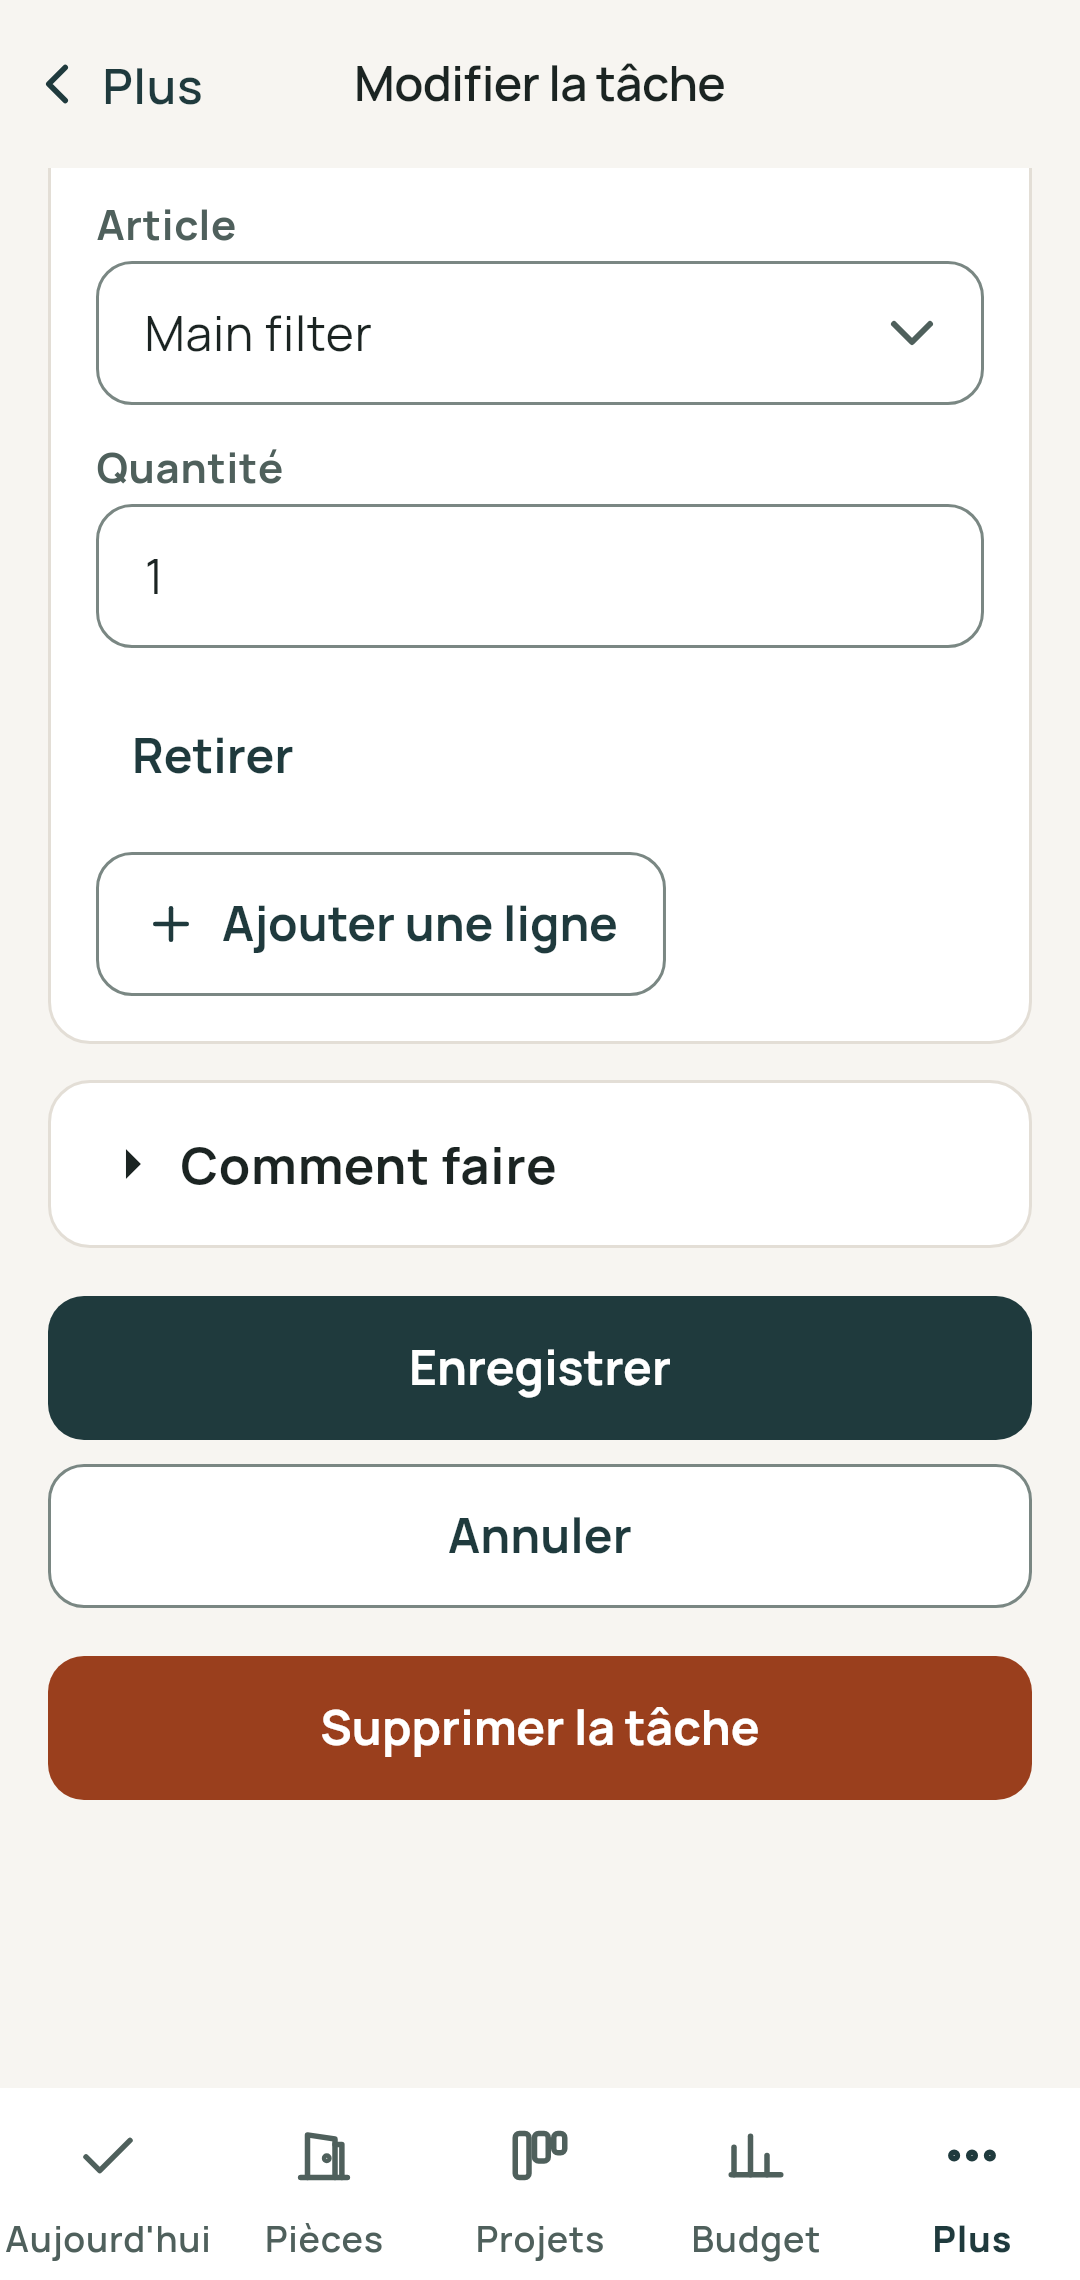 Plus
Modifier la tâche
Article
Main filter
Quantité
1
Retirer
Ajouter une ligne
Comment faire
Enregistrer
Annuler
Supprimer la tâche
Aujourd'hui
Pièces
Projets
Budget
Plus